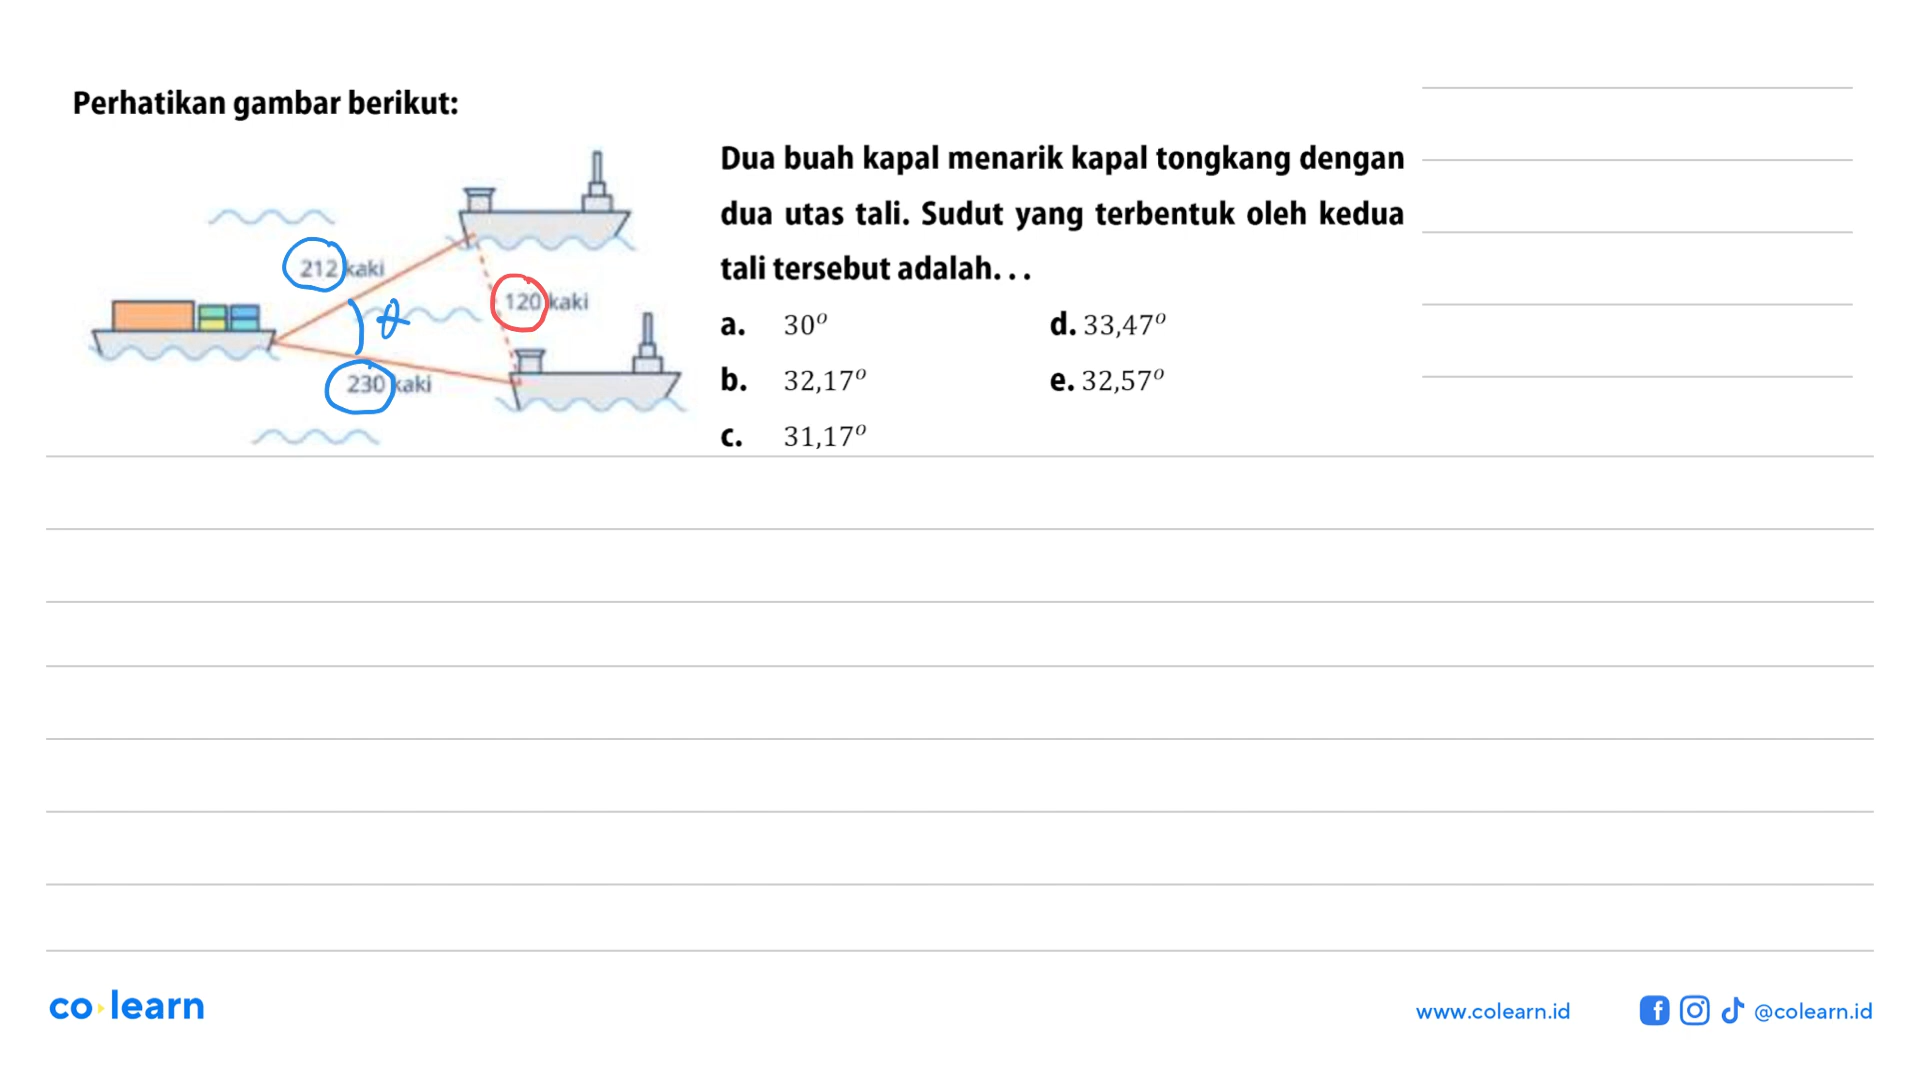 Perhatikan gambar berikut:
212 kaki
θ
120 kaki
230 kaki
Dua buah kapal menarik kapal tongkang dengan
dua utas tali. Sudut yang terbentuk oleh kedua
tali tersebut adalah...
a. 30° d. 33,47°
b. 32,17° e. 32,57°
c. 31,17°
co learn
www.colearn.id @colearn.id